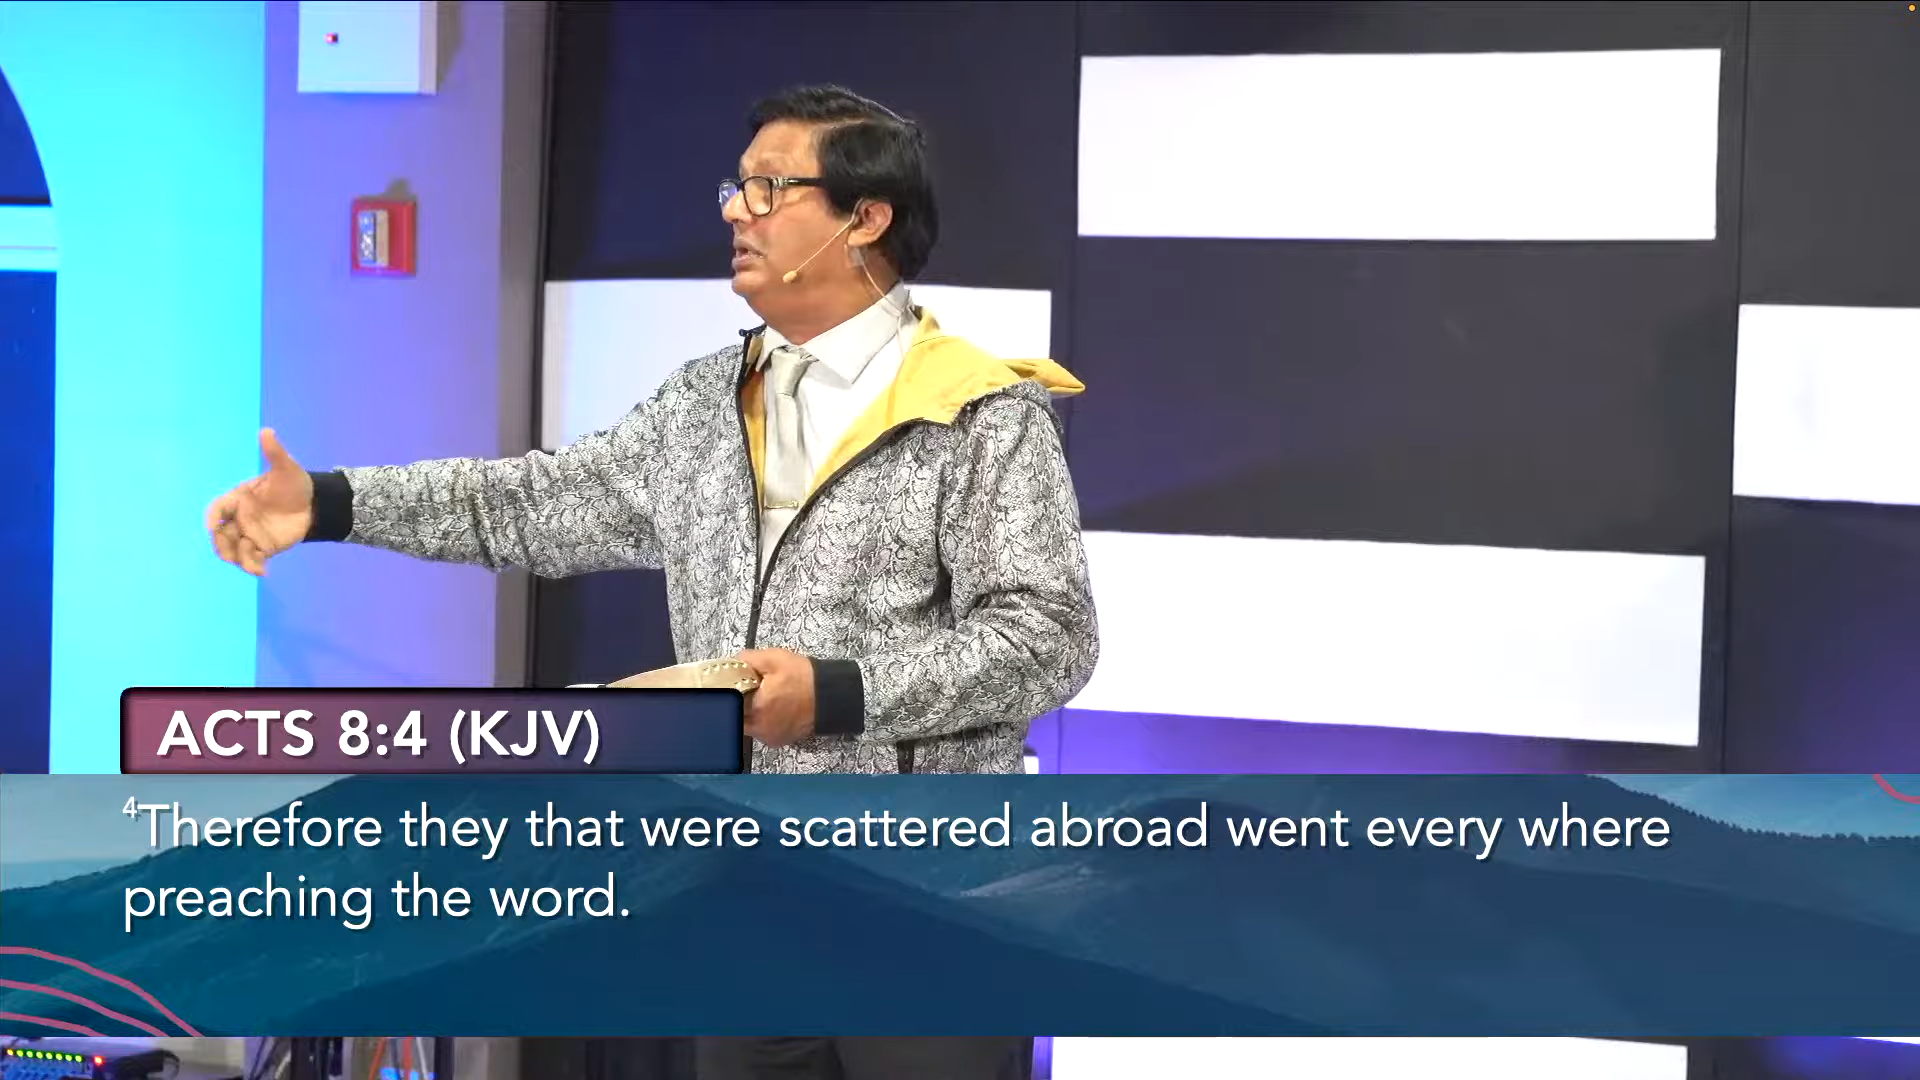 ACTS 8:4 (KJV)
4Therefore they that were scattered abroad went every where
preaching the word.